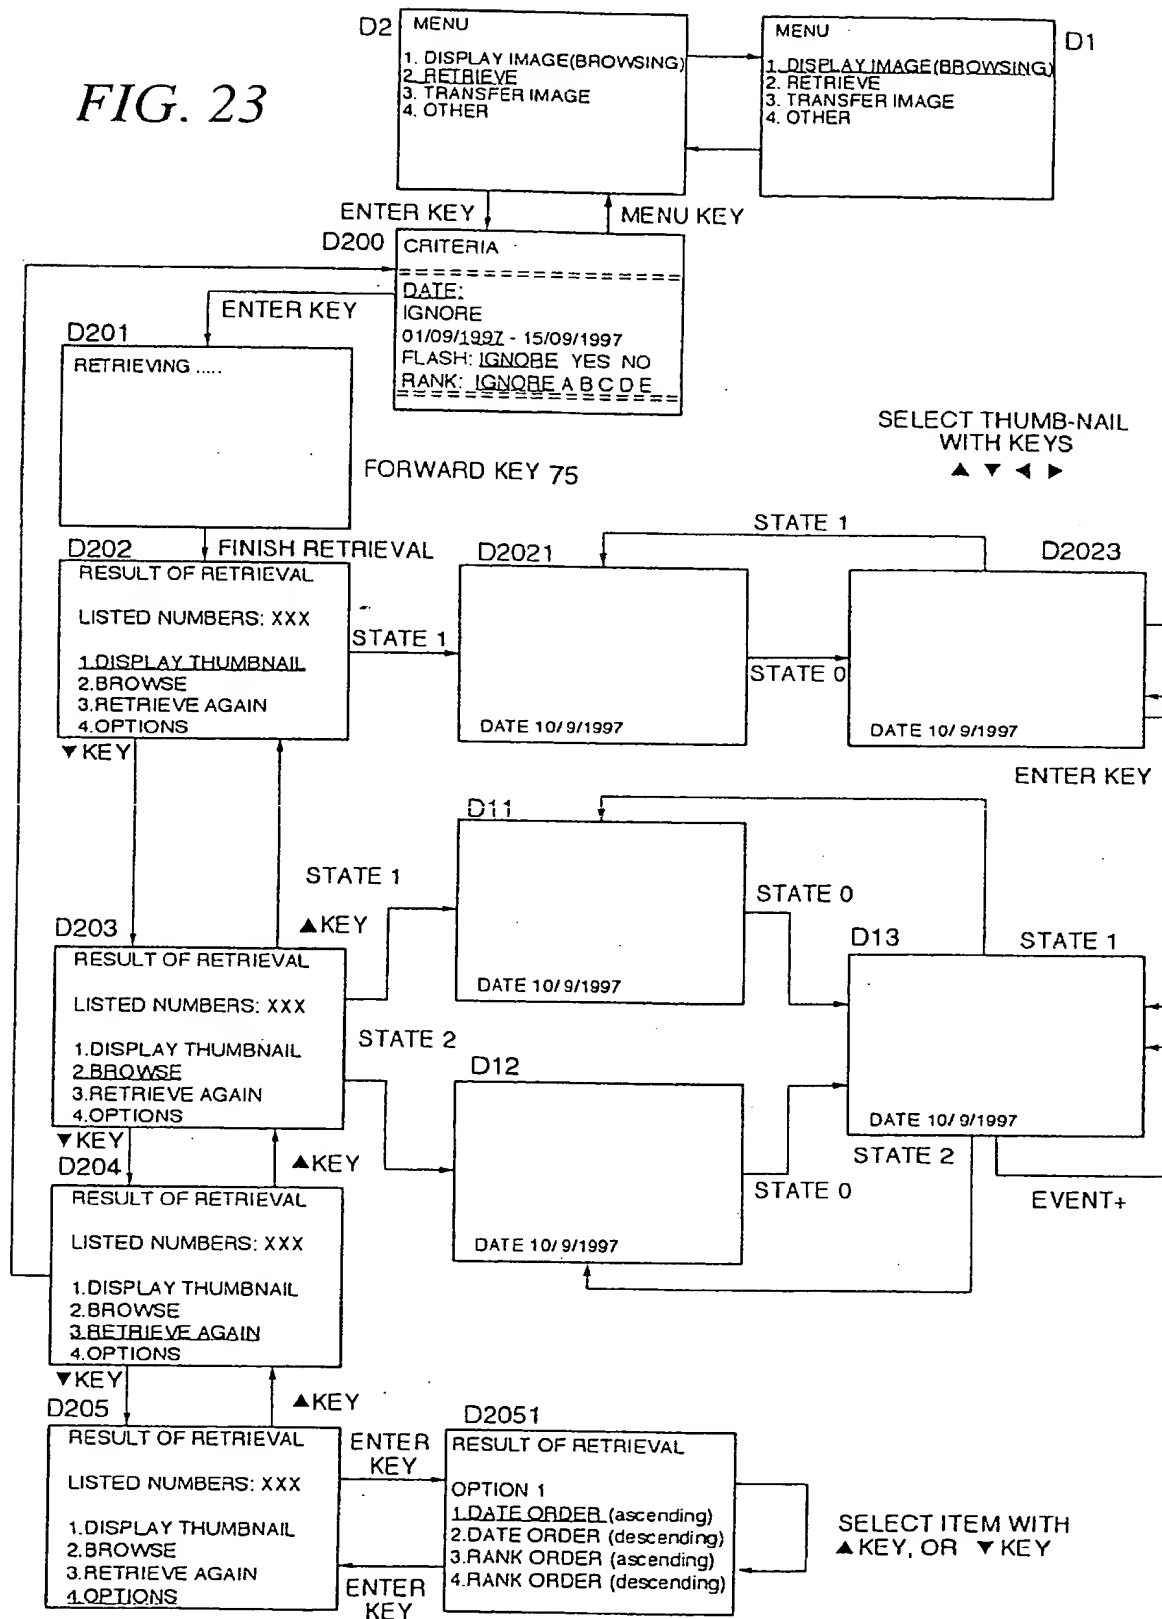 FIG. 23
D2
MENU
1. DISPLAY IMAGE(BROWSING)
2. RETRIEVE
3. TRANSFER IMAGE
4. OTHER
D1
MENU
1. DISPLAY IMAGE(BROWSING)
2. RETRIEVE
3. TRANSFER IMAGE
4. OTHER
ENTER KEY
MENU KEY
D200
CRITERIA
==================
DATE:
IGNORE
01/09/1997 - 15/09/1997
FLASH: IGNORE YES NO
RANK: IGNORE A B C D E
==================
ENTER KEY
D201
RETRIEVING .....
FORWARD KEY 75
SELECT THUMB-NAIL
WITH KEYS
▲ ▼ ◄ ►
FINISH RETRIEVAL
D202
RESULT OF RETRIEVAL
LISTED NUMBERS: XXX
1.DISPLAY THUMBNAIL
2.BROWSE
3.RETRIEVE AGAIN
4.OPTIONS
STATE 1
D2021
DATE 10/9/1997
STATE 1
STATE 0
D2023
DATE 10/9/1997
ENTER KEY
▼KEY
▲KEY
D203
RESULT OF RETRIEVAL
LISTED NUMBERS: XXX
1.DISPLAY THUMBNAIL
2.BROWSE
3.RETRIEVE AGAIN
4.OPTIONS
STATE 1
D11
DATE 10/9/1997
STATE 0
STATE 2
D12
DATE 10/9/1997
STATE 0
D13
STATE 1
DATE 10/9/1997
STATE 2
EVENT+
▼KEY
▲KEY
D204
RESULT OF RETRIEVAL
LISTED NUMBERS: XXX
1.DISPLAY THUMBNAIL
2.BROWSE
3.RETRIEVE AGAIN
4.OPTIONS
▼KEY
▲KEY
D205
RESULT OF RETRIEVAL
LISTED NUMBERS: XXX
1.DISPLAY THUMBNAIL
2.BROWSE
3.RETRIEVE AGAIN
4.OPTIONS
ENTER
KEY
ENTER
KEY
D2051
RESULT OF RETRIEVAL
OPTION 1
1.DATE ORDER (ascending)
2.DATE ORDER (descending)
3.RANK ORDER (ascending)
4.RANK ORDER (descending)
SELECT ITEM WITH
▲KEY, OR ▼KEY